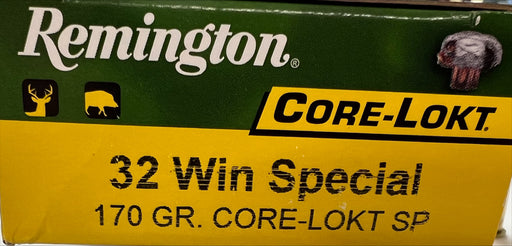 Remington®
CORE-LOKT®
32 Win Special
170 GR. CORE-LOKT SP